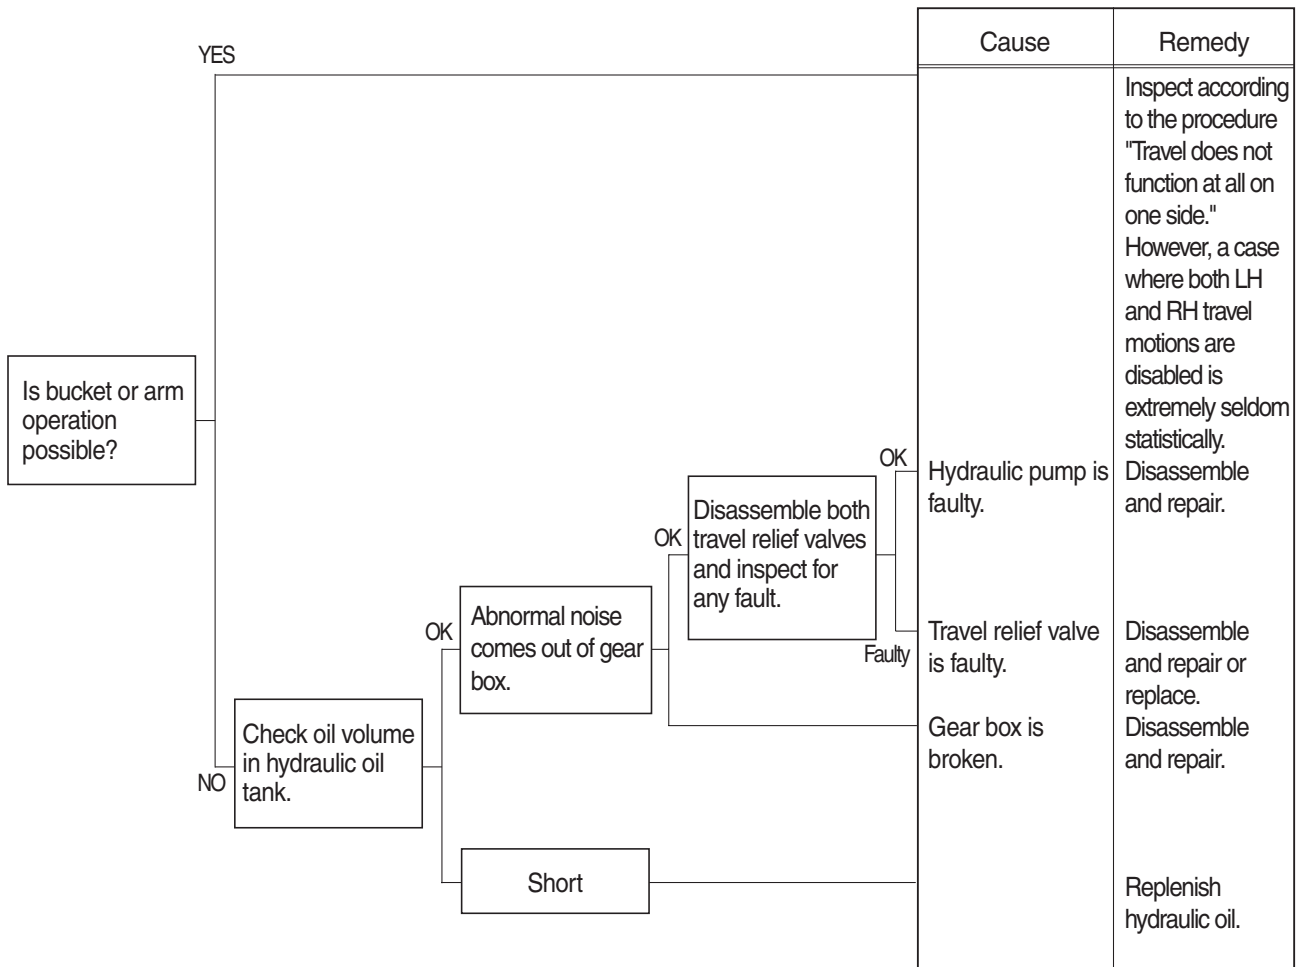 Cause
Remedy
YES
Inspect according
to the procedure
"Travel does not
function at all on
one side."
However, a case
where both LH
and RH travel
motions are
disabled is
extremely seldom
statistically.
Is bucket or arm
operation
possible?
NO
Check oil volume
in hydraulic oil
tank.
OK
Abnormal noise
comes out of gear
box.
OK
Disassemble both
travel relief valves
and inspect for
any fault.
OK
Hydraulic pump is
faulty.
Disassemble
and repair.
Faulty
Travel relief valve
is faulty.
Disassemble
and repair or
replace.
Gear box is
broken.
Disassemble
and repair.
Short
Replenish
hydraulic oil.